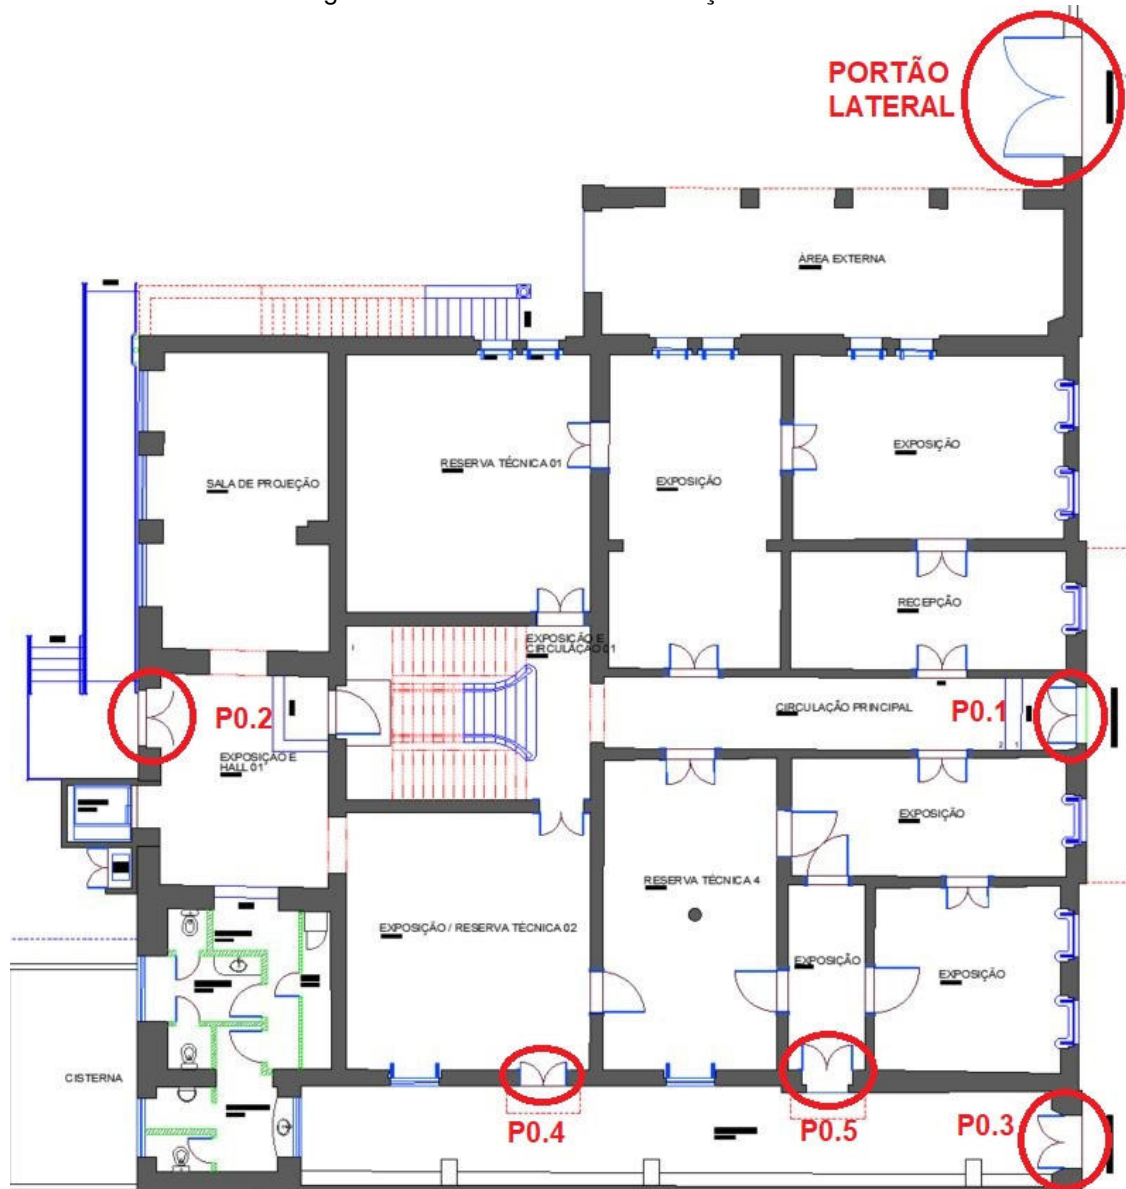 PORTÃO
LATERAL
ÁREA EXTERNA
EXPOSIÇÃO
RESERVA TÉCNICA 01
EXPOSIÇÃO
SALA DE PROJEÇÃO
RECEPÇÃO
EXPOSIÇÃO E
CIRCULAÇÃO 01
CIRCULAÇÃO PRINCIPAL
P0.1
P0.2
2 1
EXPOSIÇÃO E
HALL 01
EXPOSIÇÃO
RESERVA TÉCNICA 4
EXPOSIÇÃO / RESERVA TÉCNICA 02
EXPOSIÇÃO
EXPOSIÇÃO
CISTERNA
P0.4
P0.5
P0.3